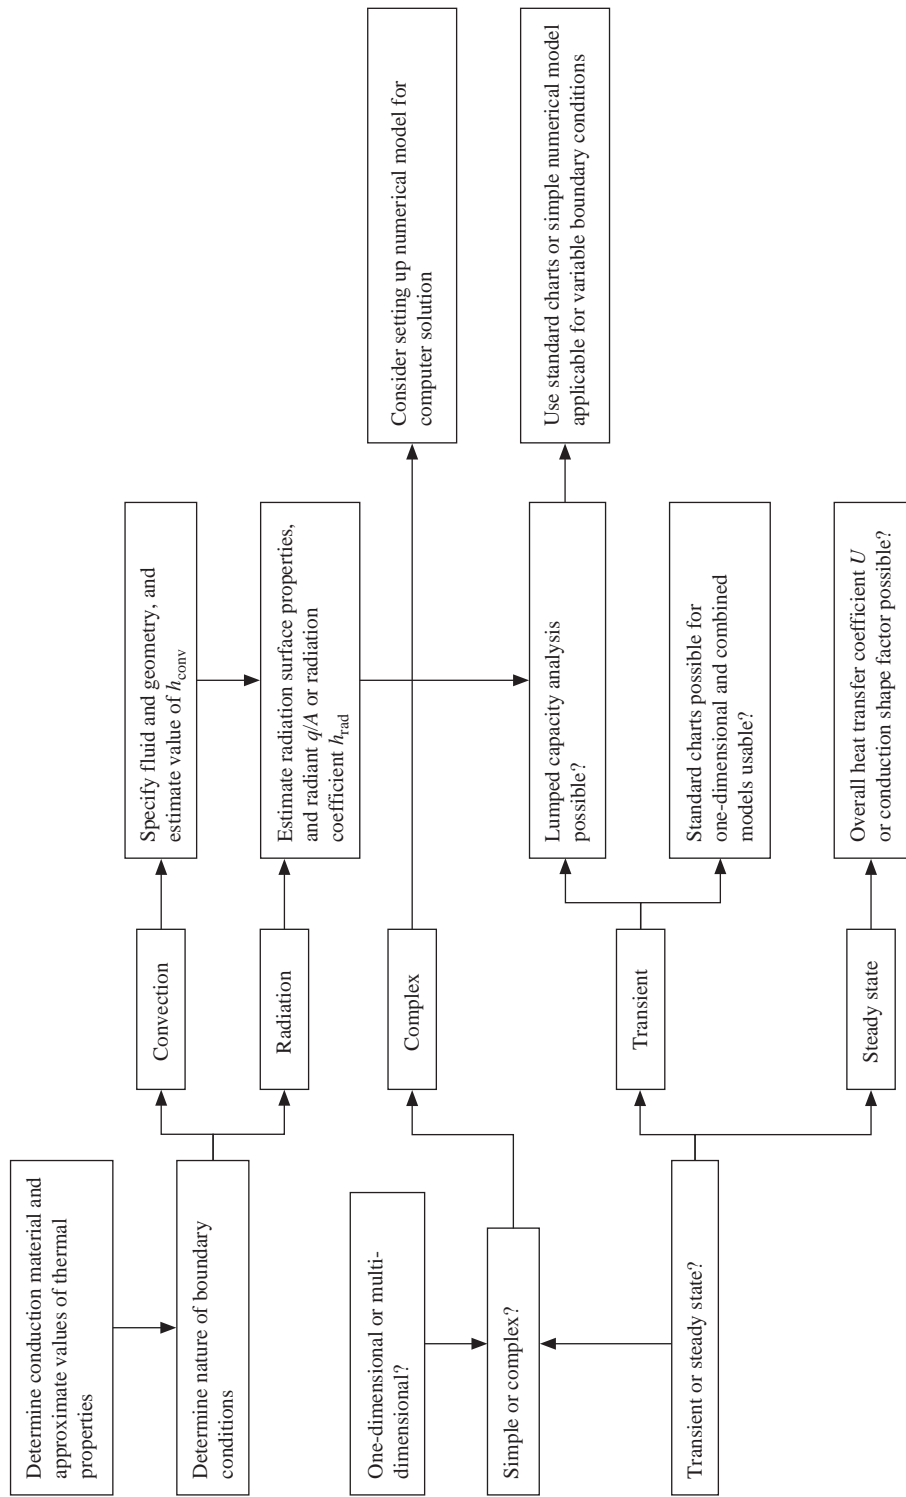 Determine conduction material and
approximate values of thermal
properties
Determine nature of boundary
conditions
Convection
Radiation
Specify fluid and geometry, and
estimate value of h_conv
Estimate radiation surface properties,
and radiant q/A or radiation
coefficient h_rad
One-dimensional or multi-
dimensional?
Simple or complex?
Complex
Consider setting up numerical model for
computer solution
Transient or steady state?
Transient
Steady state
Lumped capacity analysis
possible?
Use standard charts or simple numerical model
applicable for variable boundary conditions
Standard charts possible for
one-dimensional and combined
models usable?
Overall heat transfer coefficient U
or conduction shape factor possible?